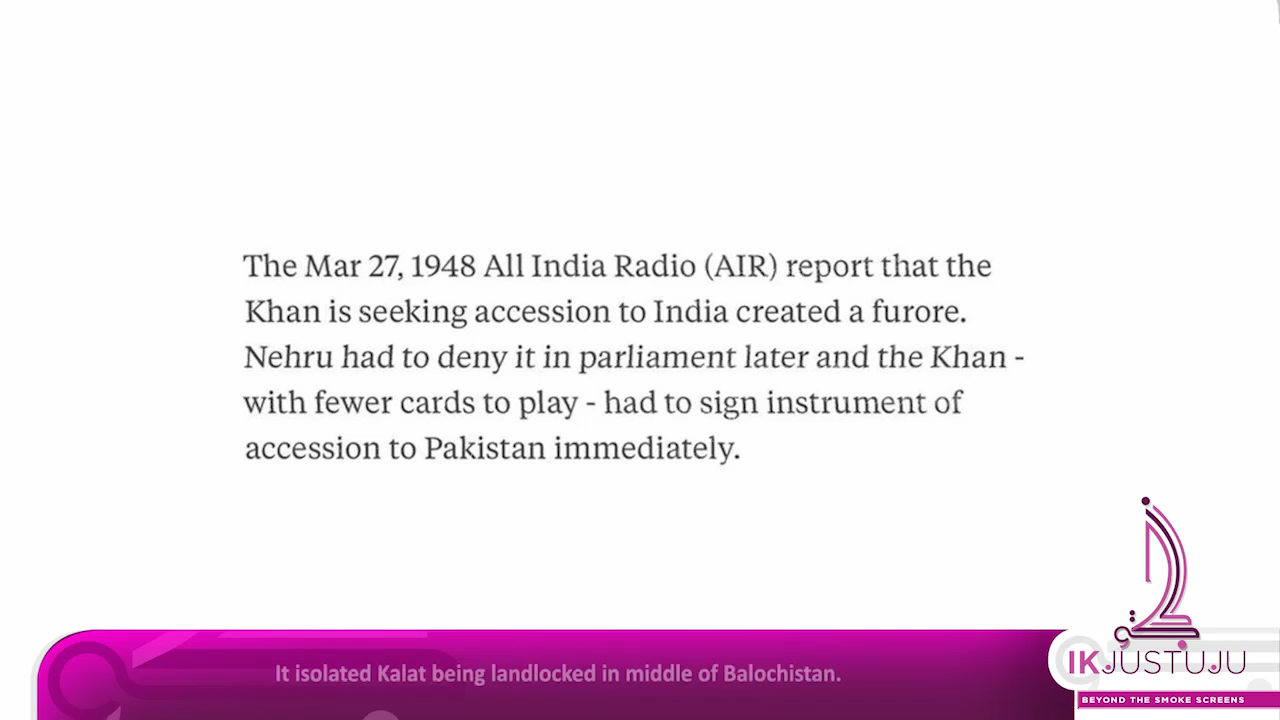 The Mar 27, 1948 All India Radio (AIR) report that the
Khan is seeking accession to India created a furore.
Nehru had to deny it in parliament later and the Khan -
with fewer cards to play - had to sign instrument of
accession to Pakistan immediately.
It isolated Kalat being landlocked in middle of Balochistan.
IKJUSTUJU
BEYOND THE SMOKE SCREENS